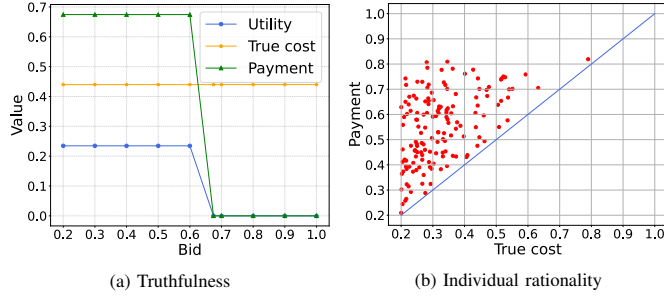 0.7
0.6
0.5
0.4
0.3
0.2
0.1
0.0
Value
Utility
True cost
Payment
0.2 0.3 0.4 0.5 0.6 0.7 0.8 0.9 1.0
Bid
(a) Truthfulness
1.0
0.9
0.8
0.7
0.6
0.5
0.4
0.3
0.2
Payment
0.2 0.3 0.4 0.5 0.6 0.7 0.8 0.9 1.0
True cost
(b) Individual rationality